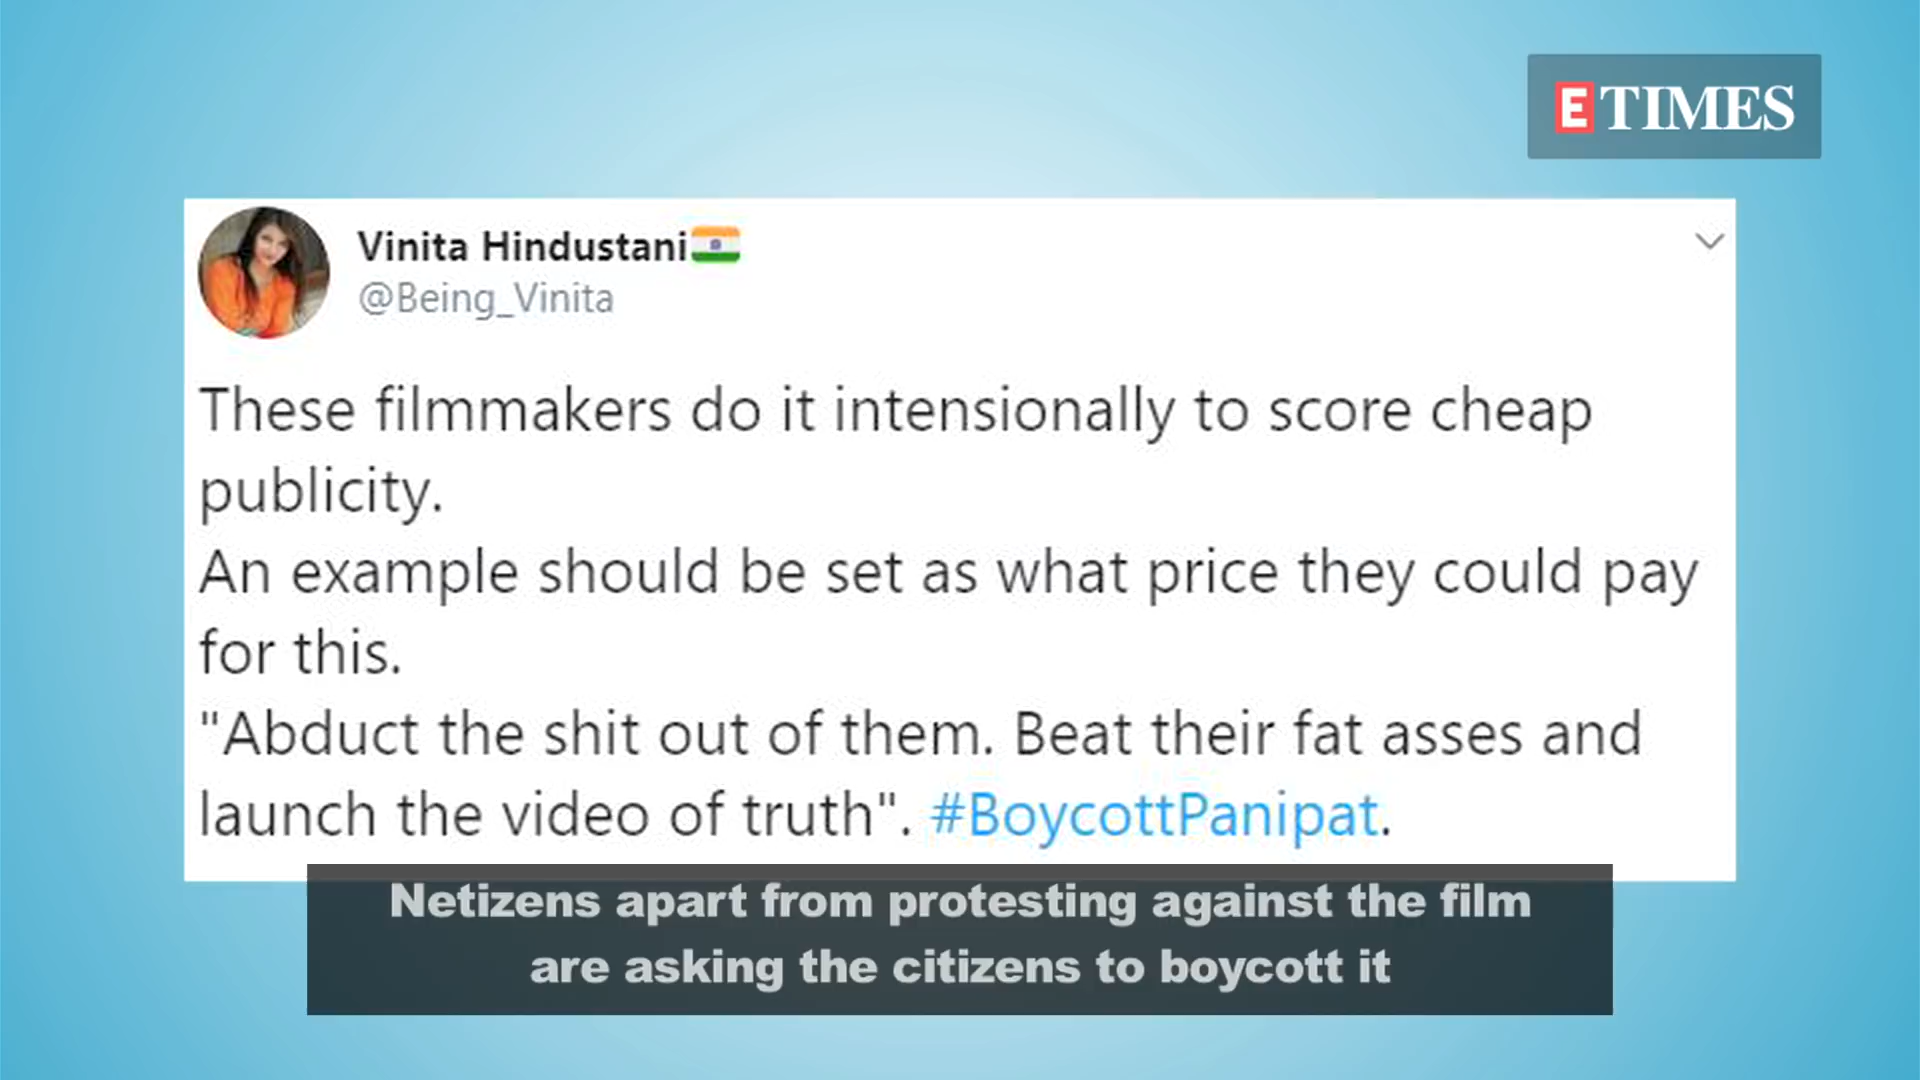 E TIMES
Vinita Hindustani🇮🇳
@Being_Vinita
These filmmakers do it intensionally to score cheap
publicity.
An example should be set as what price they could pay
for this.
"Abduct the shit out of them. Beat their fat asses and
launch the video of truth". #BoycottPanipat.
Netizens apart from protesting against the film
are asking the citizens to boycott it